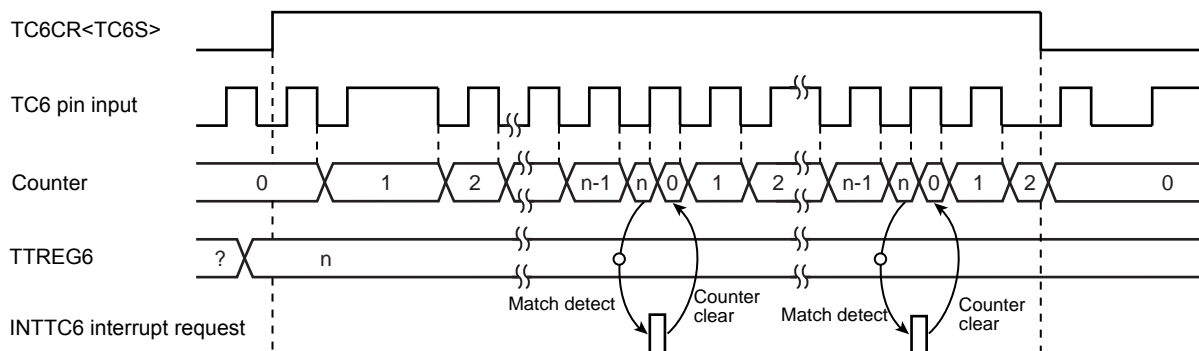 TC6CR<TC6S>
TC6 pin input
Counter 0 1 2 n-1 n 0 1 2 n-1 n 0 1 2 0
TTREG6 ? n
Match detect Counter clear Match detect Counter clear
INTTC6 interrupt request